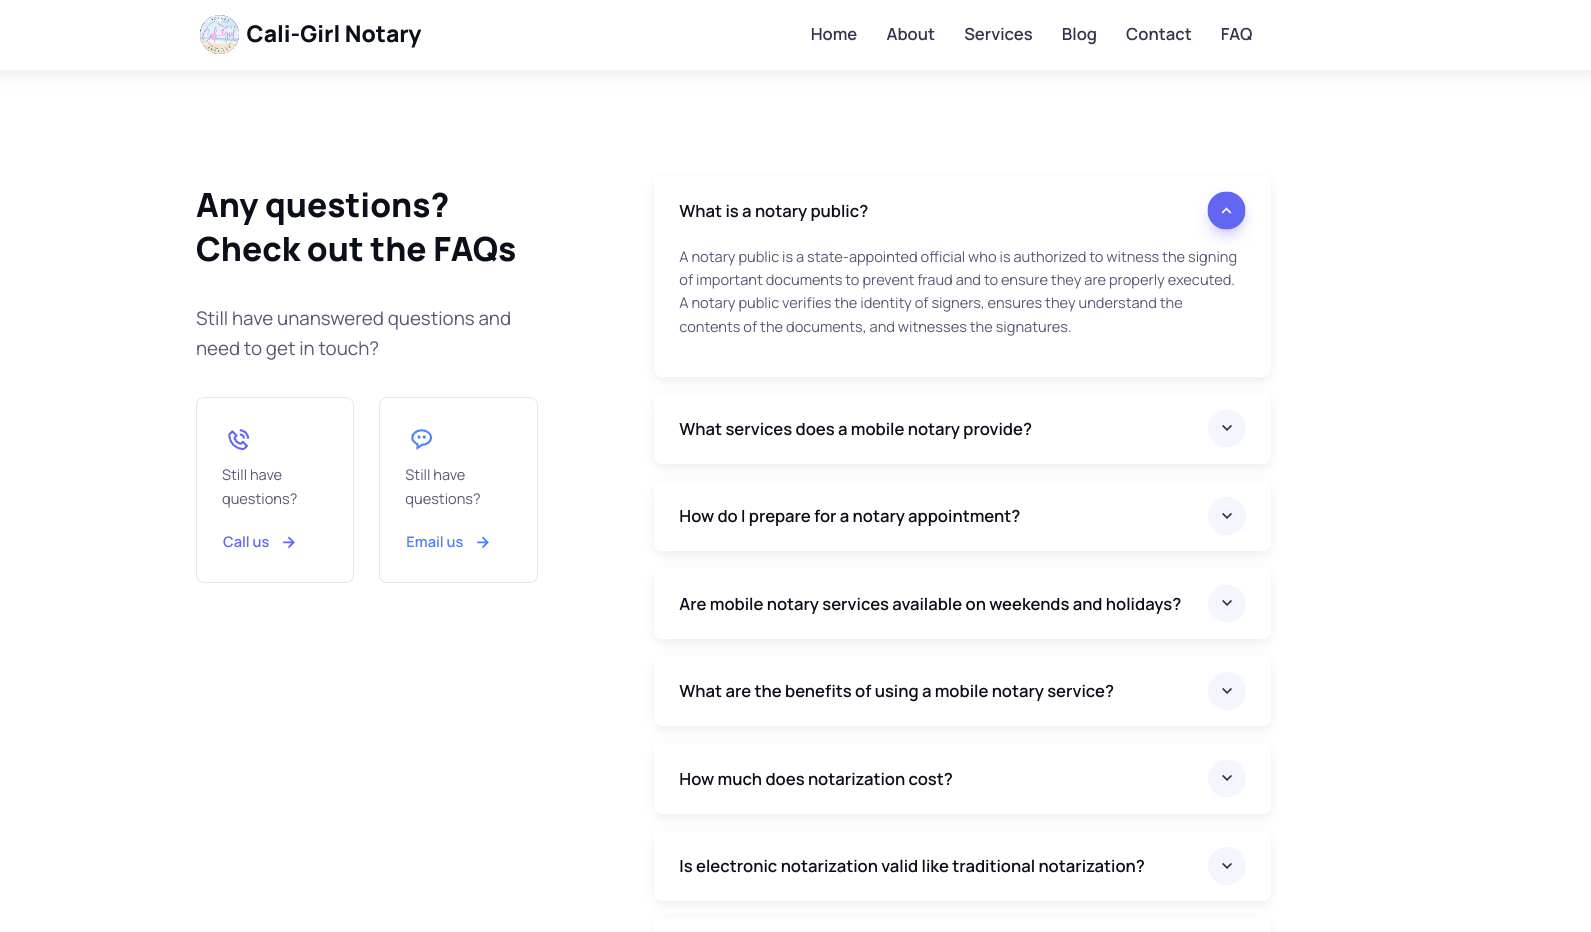 Cali-Girl Notary
Home About Services Blog Contact FAQ
Any questions?
Check out the FAQs
Still have unanswered questions and
need to get in touch?
Still have
questions?
Call us
Still have
questions?
Email us
What is a notary public?
A notary public is a state-appointed official who is authorized to witness the signing
of important documents to prevent fraud and to ensure they are properly executed.
A notary public verifies the identity of signers, ensures they understand the
contents of the documents, and witnesses the signatures.
What services does a mobile notary provide?
How do I prepare for a notary appointment?
Are mobile notary services available on weekends and holidays?
What are the benefits of using a mobile notary service?
How much does notarization cost?
Is electronic notarization valid like traditional notarization?